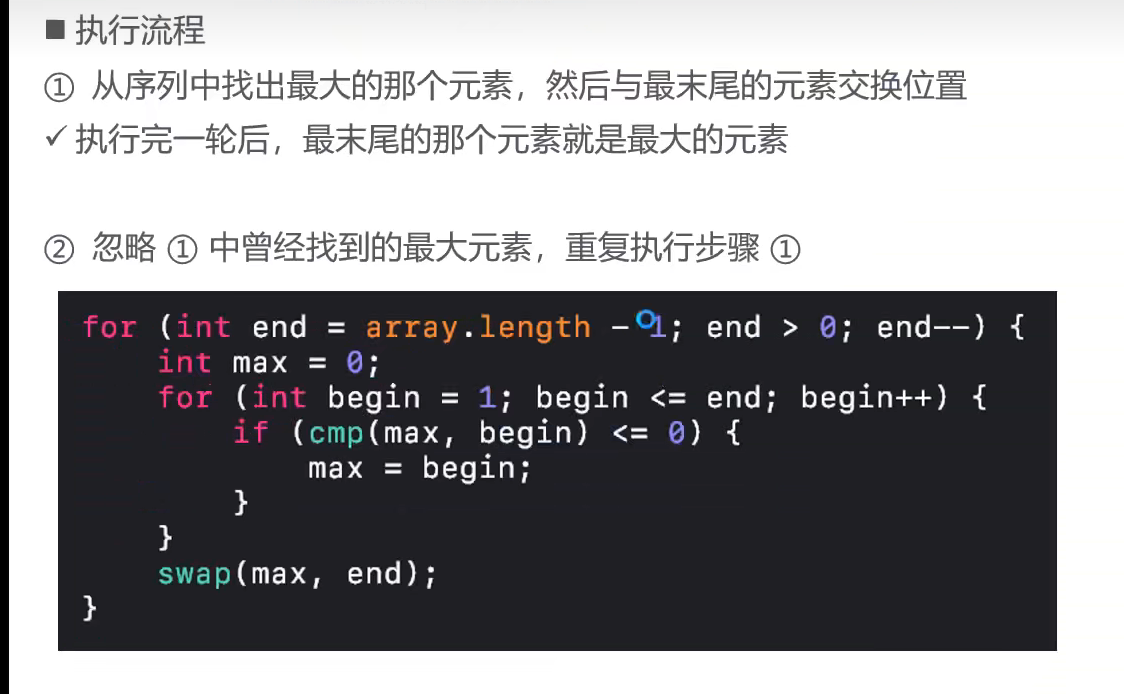 ■ 执行流程
① 从序列中找出最大的那个元素，然后与最末尾的元素交换位置
✓ 执行完一轮后，最末尾的那个元素就是最大的元素
② 忽略 ① 中曾经找到的最大元素，重复执行步骤 ①
for (int end = array.length - 1; end > 0; end--) {
    int max = 0;
    for (int begin = 1; begin <= end; begin++) {
        if (cmp(max, begin) <= 0) {
            max = begin;
        }
    }
    swap(max, end);
}